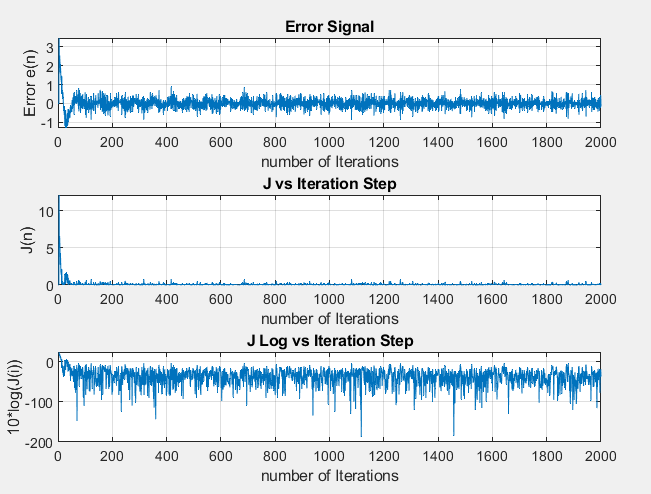 Error Signal
Error e(n)
3
2
1
0
-1
0 200 400 600 800 1000 1200 1400 1600 1800 2000
number of Iterations
J vs Iteration Step
J(n)
10
5
0
0 200 400 600 800 1000 1200 1400 1600 1800 2000
number of Iterations
J Log vs Iteration Step
10*log(J(i))
0
-100
-200
0 200 400 600 800 1000 1200 1400 1600 1800 2000
number of Iterations